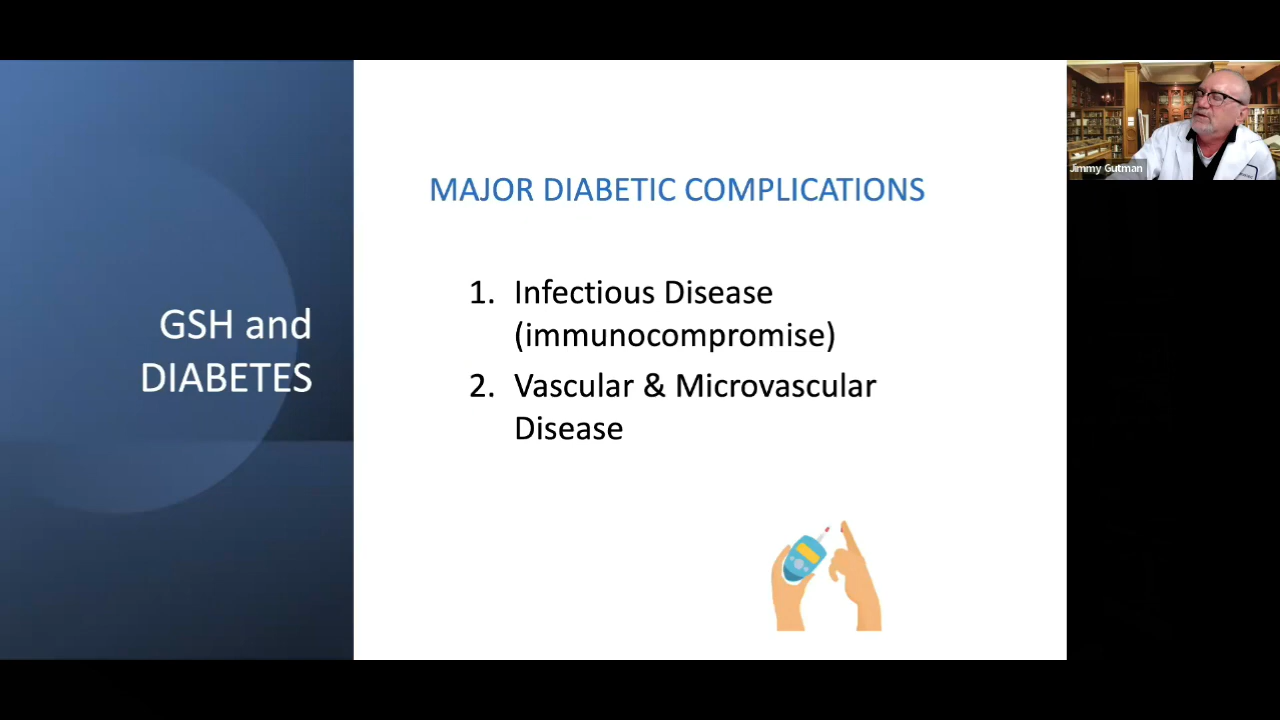 GSH and
DIABETES
MAJOR DIABETIC COMPLICATIONS
1. Infectious Disease
(immunocompromise)
2. Vascular & Microvascular
Disease
Jimmy Gutman